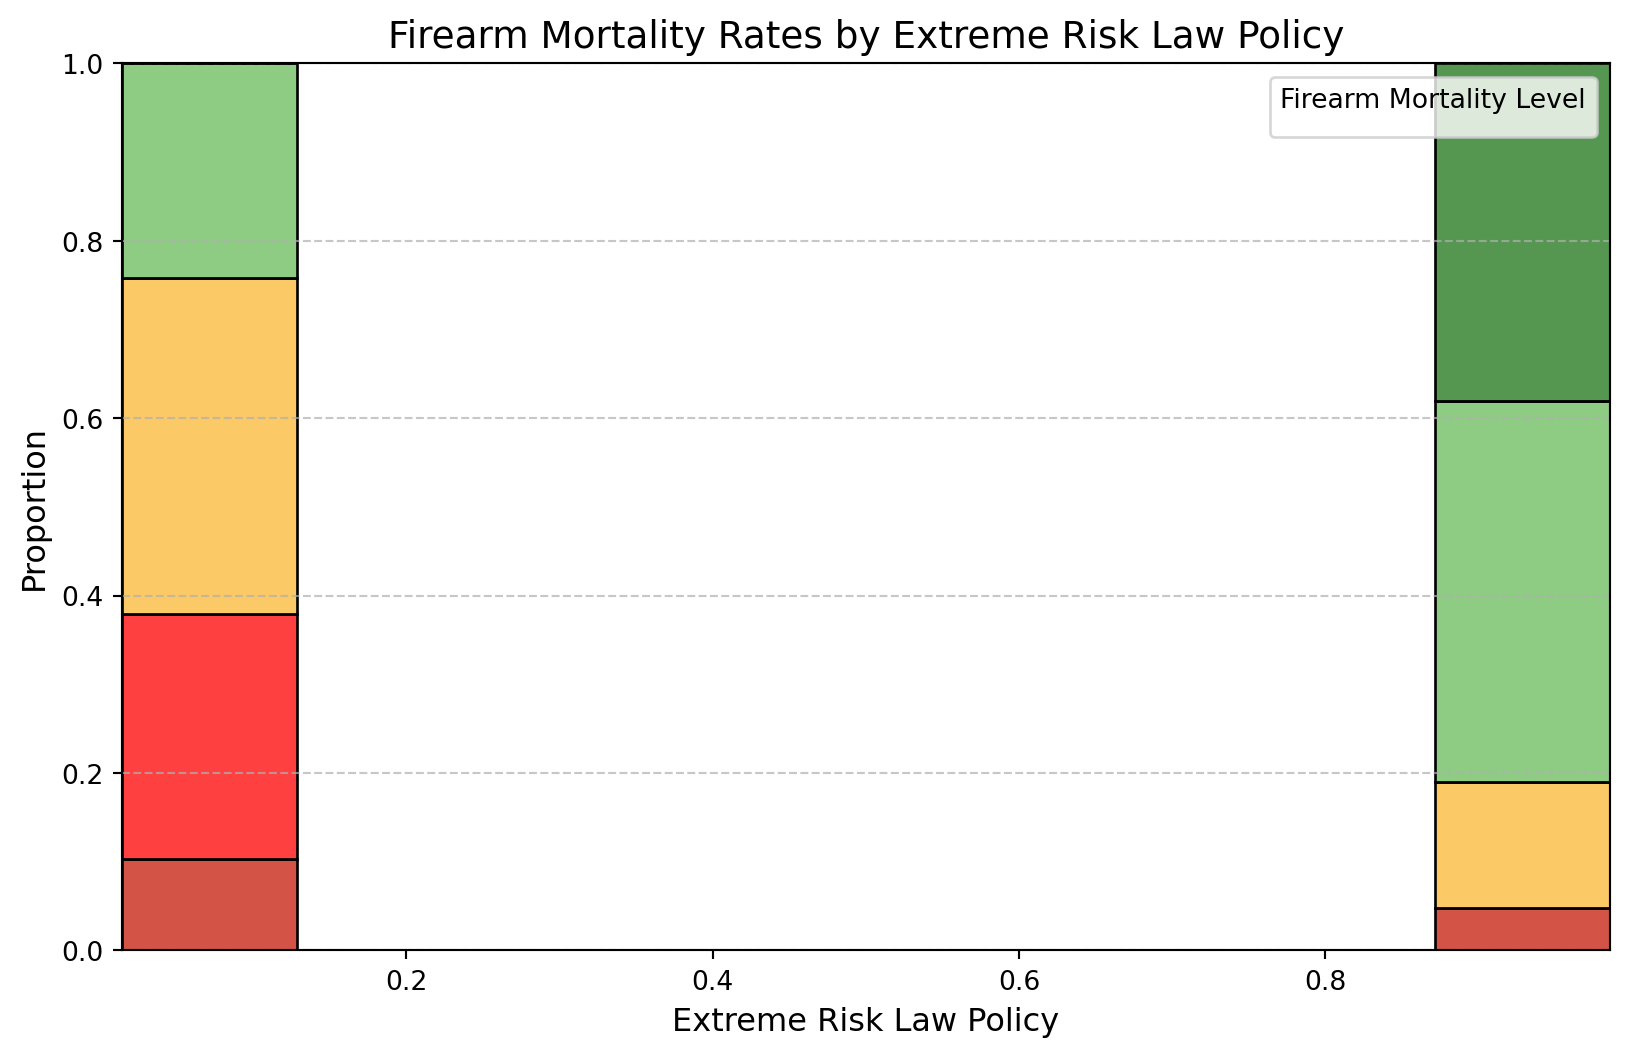 Firearm Mortality Rates by Extreme Risk Law Policy
Firearm Mortality Level
Proportion
1.0
0.8
0.6
0.4
0.2
0.0
0.2 0.4 0.6 0.8
Extreme Risk Law Policy